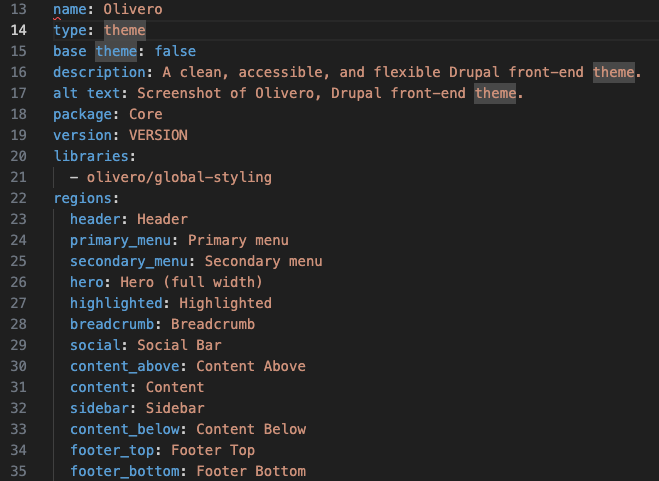 13 name: Olivero
14 type: theme
15 base theme: false
16 description: A clean, accessible, and flexible Drupal front-end theme.
17 alt text: Screenshot of Olivero, Drupal front-end theme.
18 package: Core
19 version: VERSION
20 libraries:
21   - olivero/global-styling
22 regions:
23   header: Header
24   primary_menu: Primary menu
25   secondary_menu: Secondary menu
26   hero: Hero (full width)
27   highlighted: Highlighted
28   breadcrumb: Breadcrumb
29   social: Social Bar
30   content_above: Content Above
31   content: Content
32   sidebar: Sidebar
33   content_below: Content Below
34   footer_top: Footer Top
35   footer_bottom: Footer Bottom